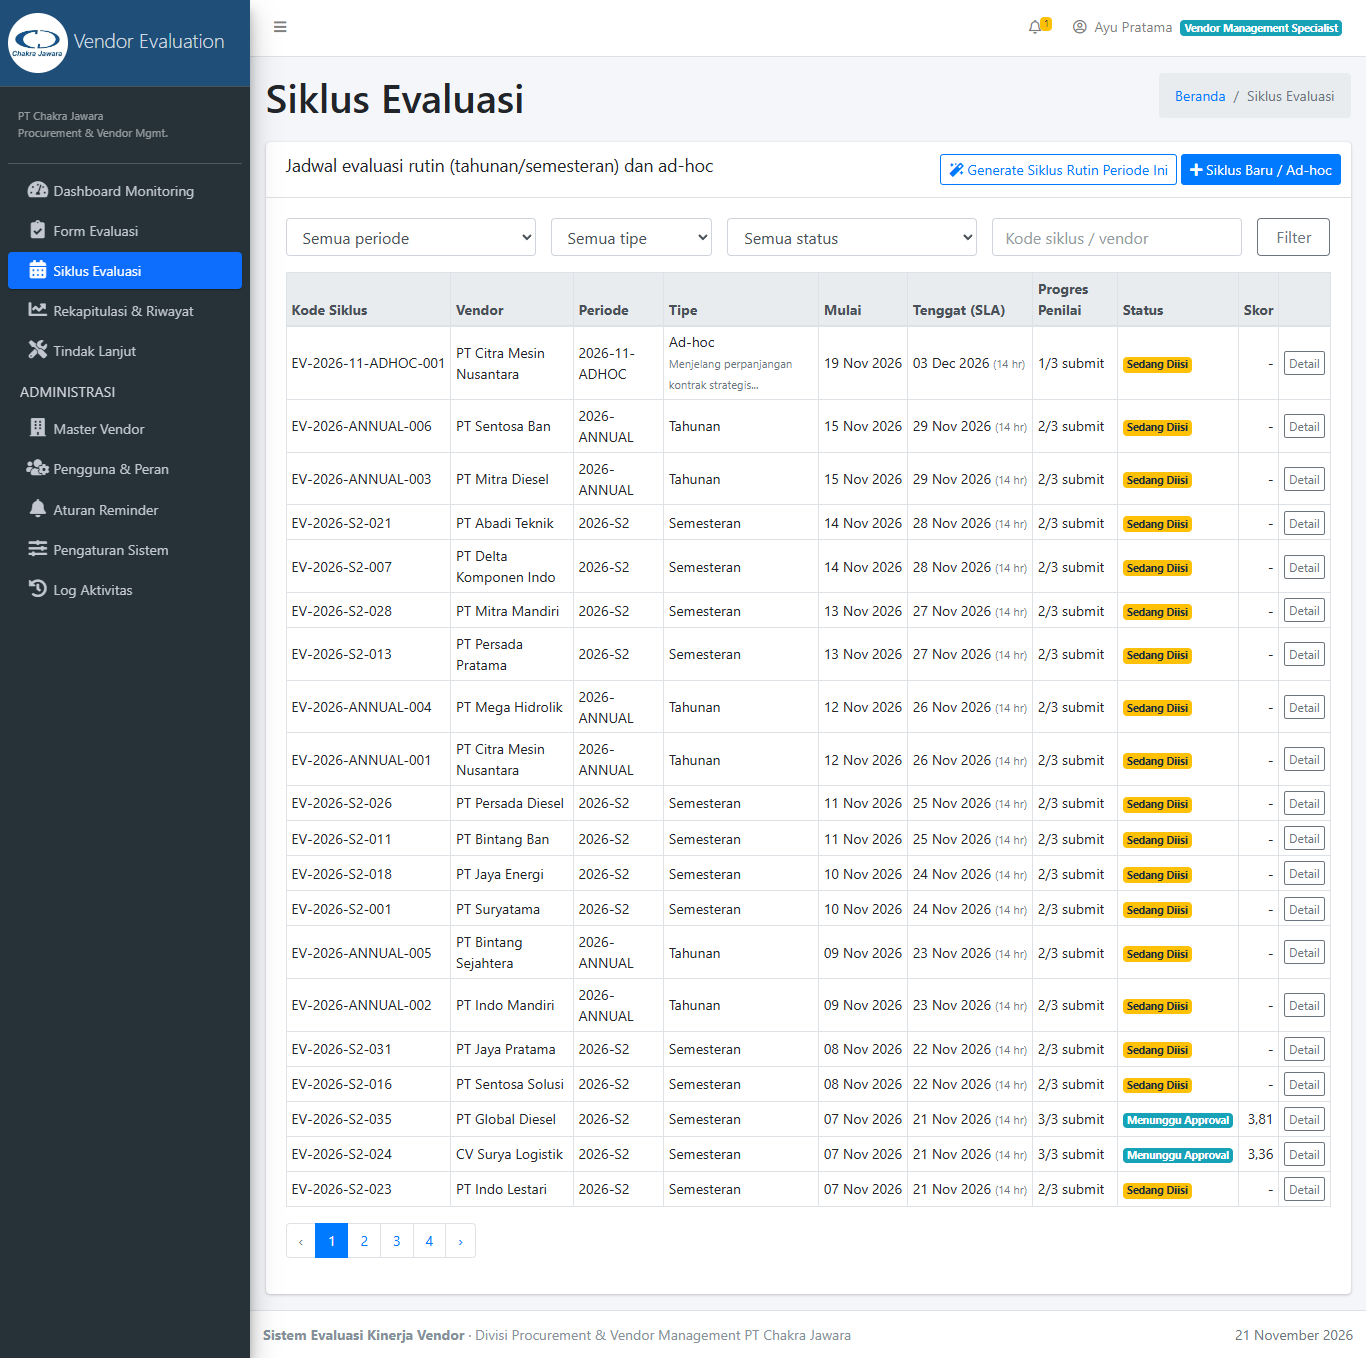 Chakra Jawara
Vendor Evaluation
1
Ayu Pratama Vendor Management Specialist
PT Chakra Jawara
Procurement & Vendor Mgmt.
Dashboard Monitoring
Form Evaluasi
Siklus Evaluasi
Rekapitulasi & Riwayat
Tindak Lanjut
ADMINISTRASI
Master Vendor
Pengguna & Peran
Aturan Reminder
Pengaturan Sistem
Log Aktivitas
Siklus Evaluasi
Beranda / Siklus Evaluasi
Jadwal evaluasi rutin (tahunan/semesteran) dan ad-hoc
Generate Siklus Rutin Periode Ini
Siklus Baru / Ad-hoc
Semua periode
Semua tipe
Semua status
Kode siklus / vendor
Filter
Kode Siklus Vendor Periode Tipe Mulai Tenggat (SLA) Progres Penilai Status Skor
EV-2026-11-ADHOC-001 PT Citra Mesin Nusantara 2026-11-ADHOC Ad-hoc Menjelang perpanjangan kontrak strategis... 19 Nov 2026 03 Dec 2026 (14 hr) 1/3 submit Sedang Diisi - Detail
EV-2026-ANNUAL-006 PT Sentosa Ban 2026-ANNUAL Tahunan 15 Nov 2026 29 Nov 2026 (14 hr) 2/3 submit Sedang Diisi - Detail
EV-2026-ANNUAL-003 PT Mitra Diesel 2026-ANNUAL Tahunan 15 Nov 2026 29 Nov 2026 (14 hr) 2/3 submit Sedang Diisi - Detail
EV-2026-S2-021 PT Abadi Teknik 2026-S2 Semesteran 14 Nov 2026 28 Nov 2026 (14 hr) 2/3 submit Sedang Diisi - Detail
EV-2026-S2-007 PT Delta Komponen Indo 2026-S2 Semesteran 14 Nov 2026 28 Nov 2026 (14 hr) 2/3 submit Sedang Diisi - Detail
EV-2026-S2-028 PT Mitra Mandiri 2026-S2 Semesteran 13 Nov 2026 27 Nov 2026 (14 hr) 2/3 submit Sedang Diisi - Detail
EV-2026-S2-013 PT Persada Pratama 2026-S2 Semesteran 13 Nov 2026 27 Nov 2026 (14 hr) 2/3 submit Sedang Diisi - Detail
EV-2026-ANNUAL-004 PT Mega Hidrolik 2026-ANNUAL Tahunan 12 Nov 2026 26 Nov 2026 (14 hr) 2/3 submit Sedang Diisi - Detail
EV-2026-ANNUAL-001 PT Citra Mesin Nusantara 2026-ANNUAL Tahunan 12 Nov 2026 26 Nov 2026 (14 hr) 2/3 submit Sedang Diisi - Detail
EV-2026-S2-026 PT Persada Diesel 2026-S2 Semesteran 11 Nov 2026 25 Nov 2026 (14 hr) 2/3 submit Sedang Diisi - Detail
EV-2026-S2-011 PT Bintang Ban 2026-S2 Semesteran 11 Nov 2026 25 Nov 2026 (14 hr) 2/3 submit Sedang Diisi - Detail
EV-2026-S2-018 PT Jaya Energi 2026-S2 Semesteran 10 Nov 2026 24 Nov 2026 (14 hr) 2/3 submit Sedang Diisi - Detail
EV-2026-S2-001 PT Suryatama 2026-S2 Semesteran 10 Nov 2026 24 Nov 2026 (14 hr) 2/3 submit Sedang Diisi - Detail
EV-2026-ANNUAL-005 PT Bintang Sejahtera 2026-ANNUAL Tahunan 09 Nov 2026 23 Nov 2026 (14 hr) 2/3 submit Sedang Diisi - Detail
EV-2026-ANNUAL-002 PT Indo Mandiri 2026-ANNUAL Tahunan 09 Nov 2026 23 Nov 2026 (14 hr) 2/3 submit Sedang Diisi - Detail
EV-2026-S2-031 PT Jaya Pratama 2026-S2 Semesteran 08 Nov 2026 22 Nov 2026 (14 hr) 2/3 submit Sedang Diisi - Detail
EV-2026-S2-016 PT Sentosa Solusi 2026-S2 Semesteran 08 Nov 2026 22 Nov 2026 (14 hr) 2/3 submit Sedang Diisi - Detail
EV-2026-S2-035 PT Global Diesel 2026-S2 Semesteran 07 Nov 2026 21 Nov 2026 (14 hr) 3/3 submit Menunggu Approval 3,81 Detail
EV-2026-S2-024 CV Surya Logistik 2026-S2 Semesteran 07 Nov 2026 21 Nov 2026 (14 hr) 3/3 submit Menunggu Approval 3,36 Detail
EV-2026-S2-023 PT Indo Lestari 2026-S2 Semesteran 07 Nov 2026 21 Nov 2026 (14 hr) 2/3 submit Sedang Diisi - Detail
‹ 1 2 3 4 ›
Sistem Evaluasi Kinerja Vendor · Divisi Procurement & Vendor Management PT Chakra Jawara
21 November 2026